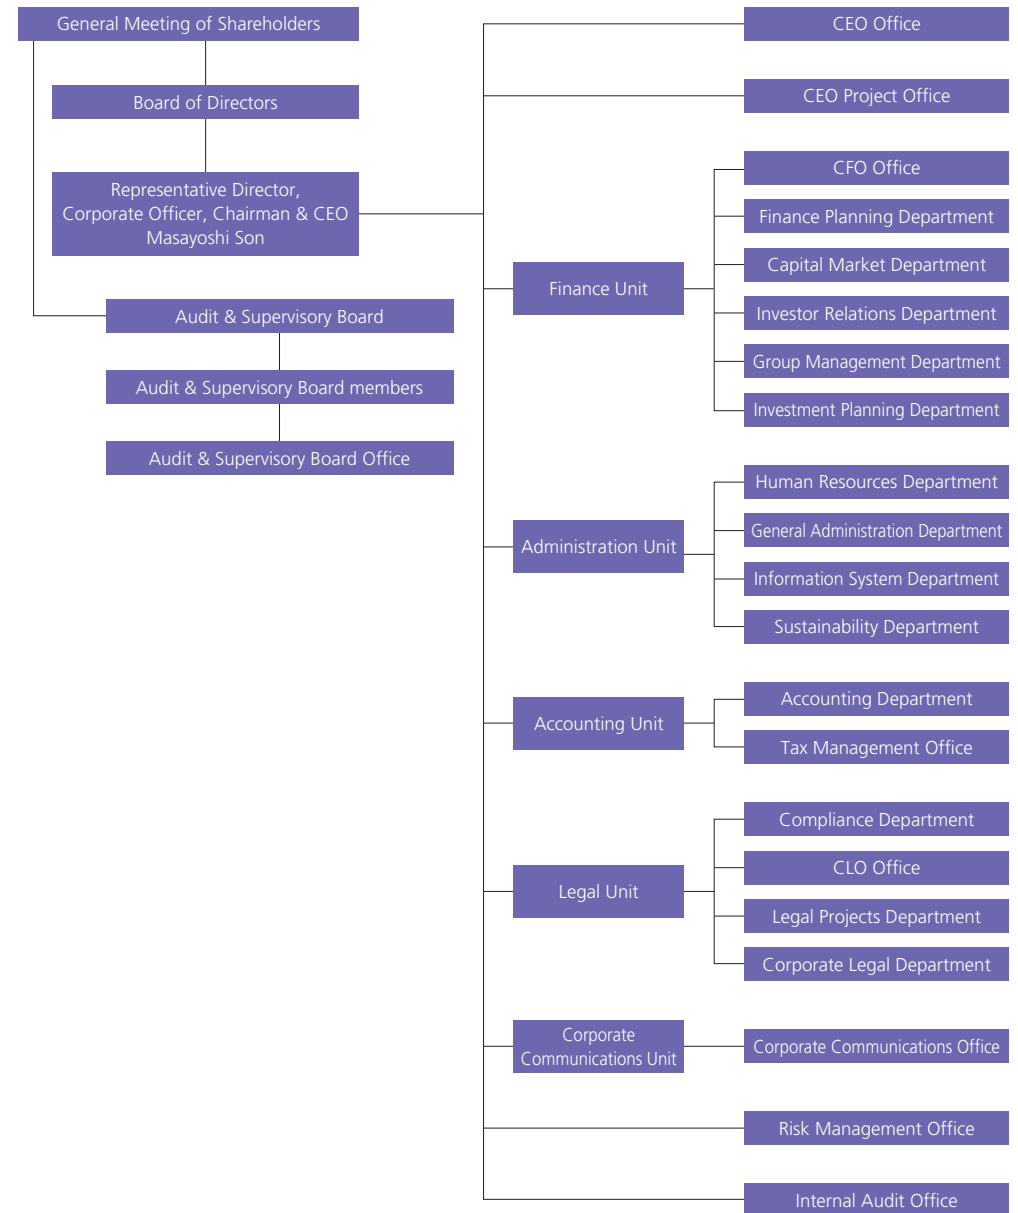 General Meeting of Shareholders
Board of Directors
Representative Director,
Corporate Officer, Chairman & CEO
Masayoshi Son
Audit & Supervisory Board
Audit & Supervisory Board members
Audit & Supervisory Board Office
CEO Office
CEO Project Office
Finance Unit
CFO Office
Finance Planning Department
Capital Market Department
Investor Relations Department
Group Management Department
Investment Planning Department
Administration Unit
Human Resources Department
General Administration Department
Information System Department
Sustainability Department
Accounting Unit
Accounting Department
Tax Management Office
Legal Unit
Compliance Department
CLO Office
Legal Projects Department
Corporate Legal Department
Corporate
Communications Unit
Corporate Communications Office
Risk Management Office
Internal Audit Office